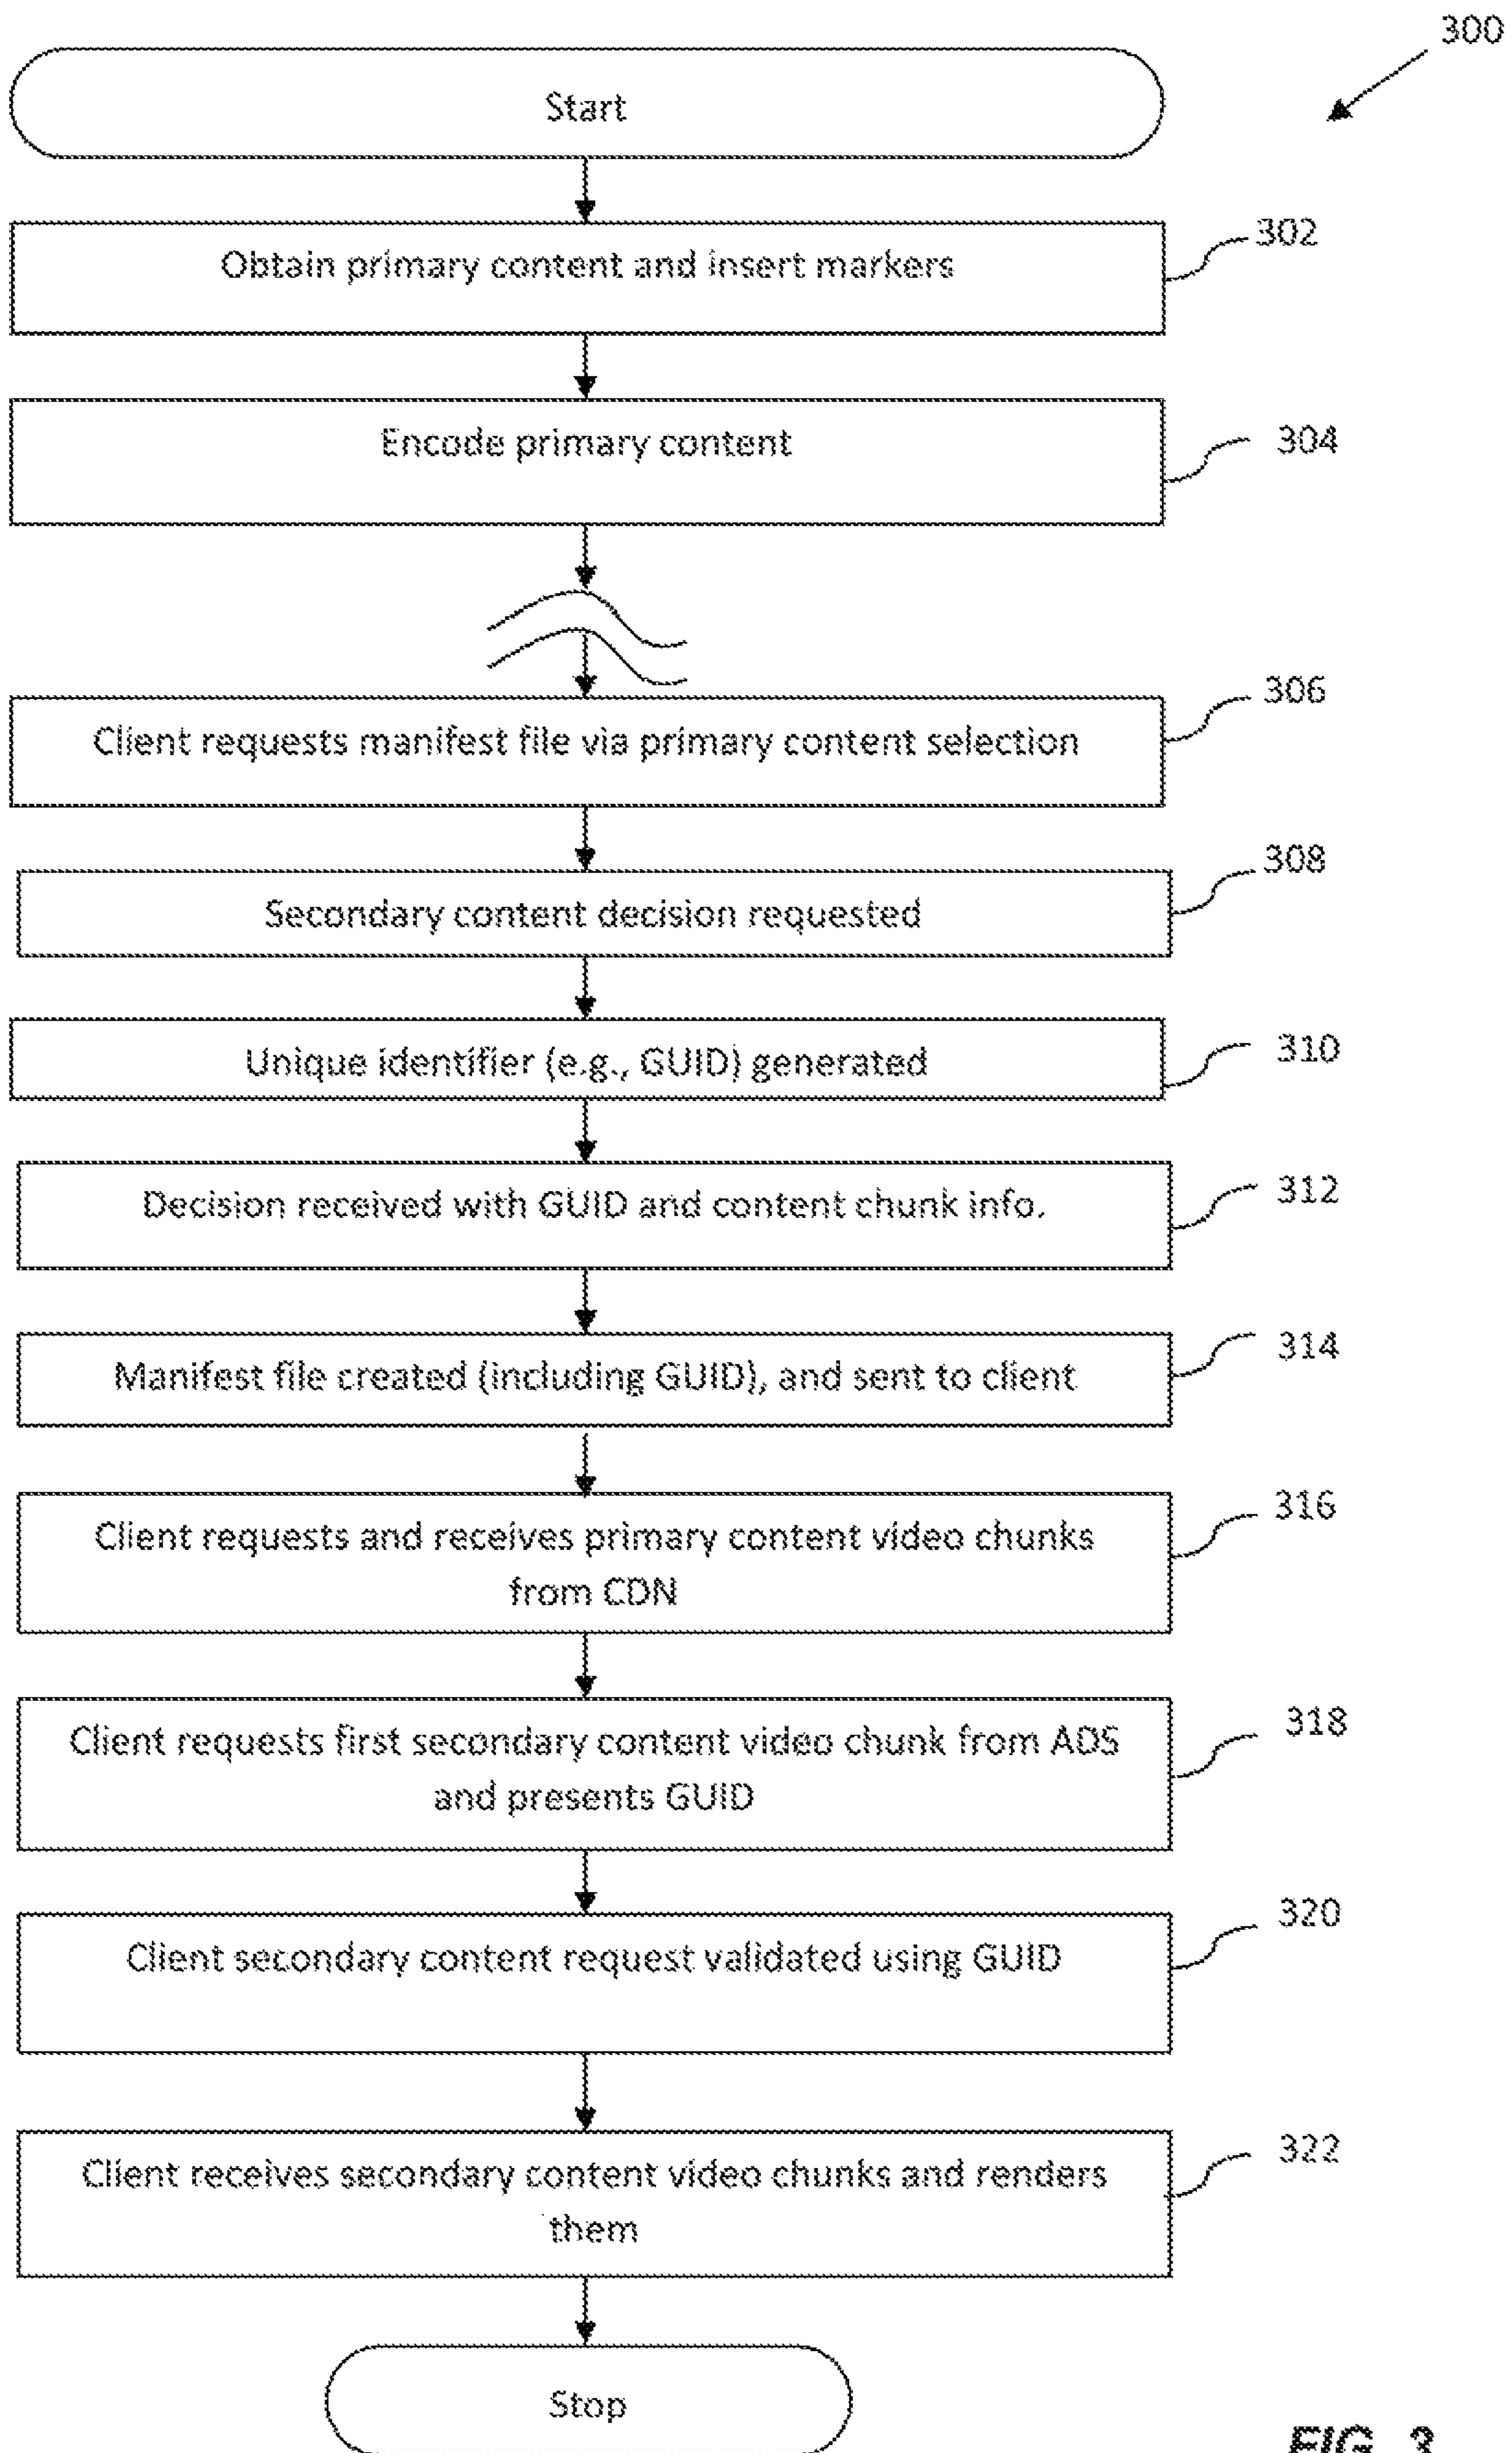 300
Start
Obtain primary content and insert markers
302
Encode primary content
304
Client requests manifest file via primary content selection
306
Secondary content decision requested
308
Unique identifier (e.g., GUID) generated
310
Decision received with GUID and content chunk info.
312
Manifest file created (including GUID), and sent to client
314
Client requests and receives primary content video chunks
from CDN
316
Client requests first secondary content video chunk from ADS
and presents GUID
318
Client secondary content request validated using GUID
320
Client receives secondary content video chunks and renders
them
322
Stop
FIG. 3